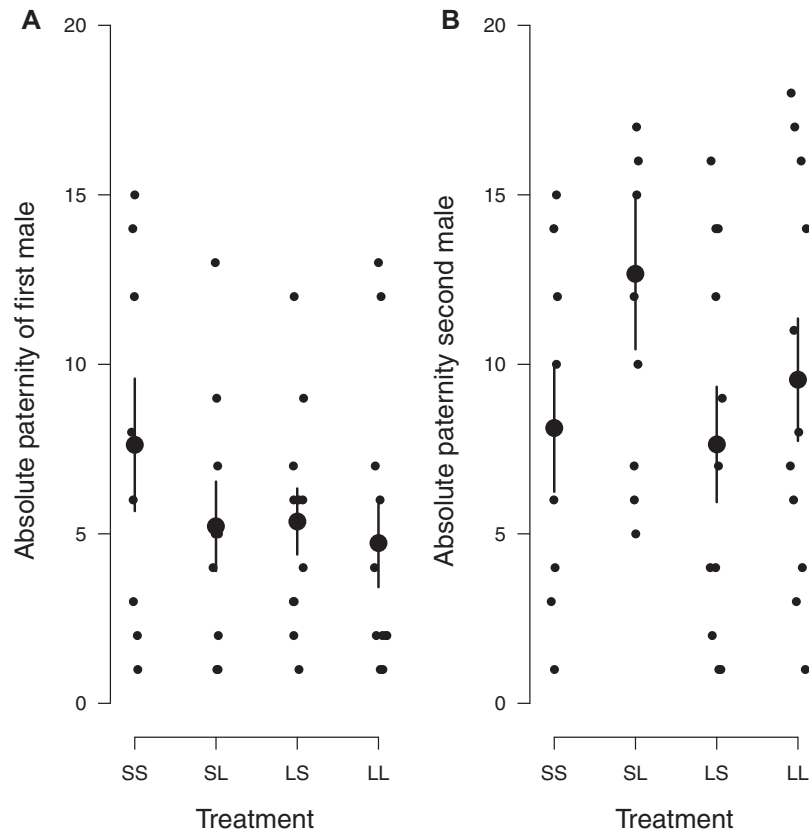 A
Absolute paternity of first male
20
15
10
5
0
SS SL LS LL
Treatment
B
Absolute paternity second male
20
15
10
5
0
SS SL LS LL
Treatment